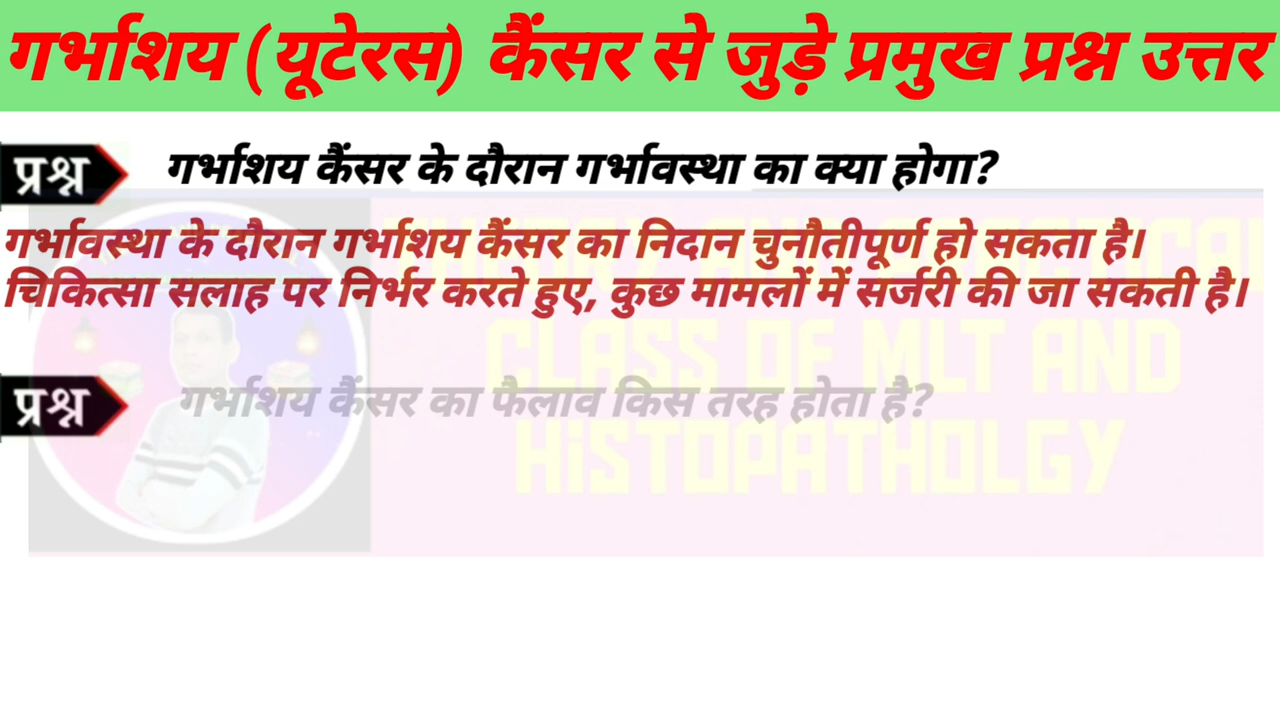 गर्भाशय (यूटेरस) कैंसर से जुड़े प्रमुख प्रश्न उत्तर
प्रश्न गर्भाशय कैंसर के दौरान गर्भावस्था का क्या होगा?
गर्भावस्था के दौरान गर्भाशय कैंसर का निदान चुनौतीपूर्ण हो सकता है।
चिकित्सा सलाह पर निर्भर करते हुए, कुछ मामलों में सर्जरी की जा सकती है।
CLASS OF MLT AND
प्रश्न गर्भाशय कैंसर का फैलाव किस तरह होता है?
HiSTOPATHOLGY